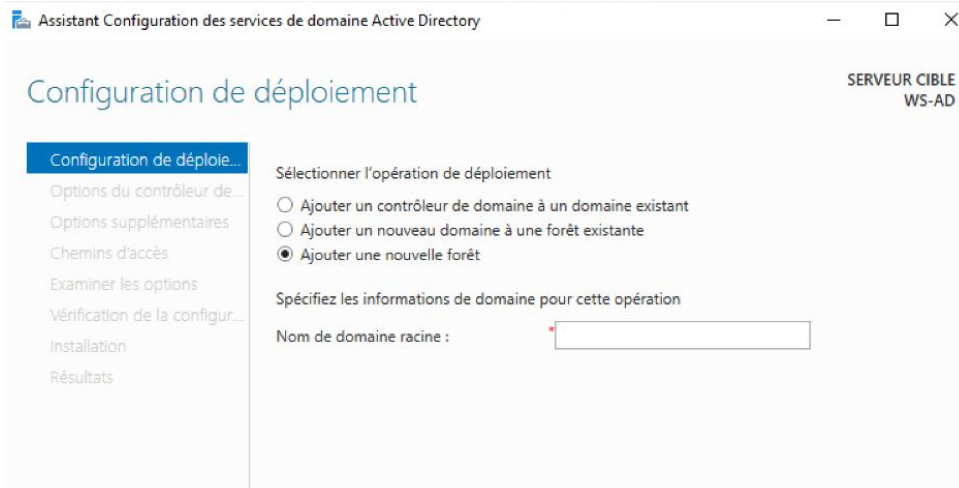 Assistant Configuration des services de domaine Active Directory
Configuration de déploiement
SERVEUR CIBLE
WS-AD
Configuration de déploie...
Options du contrôleur de...
Options supplémentaires
Chemins d'accès
Examiner les options
Vérification de la configur...
Installation
Résultats
Sélectionner l'opération de déploiement
Ajouter un contrôleur de domaine à un domaine existant
Ajouter un nouveau domaine à une forêt existante
Ajouter une nouvelle forêt
Spécifiez les informations de domaine pour cette opération
Nom de domaine racine : *